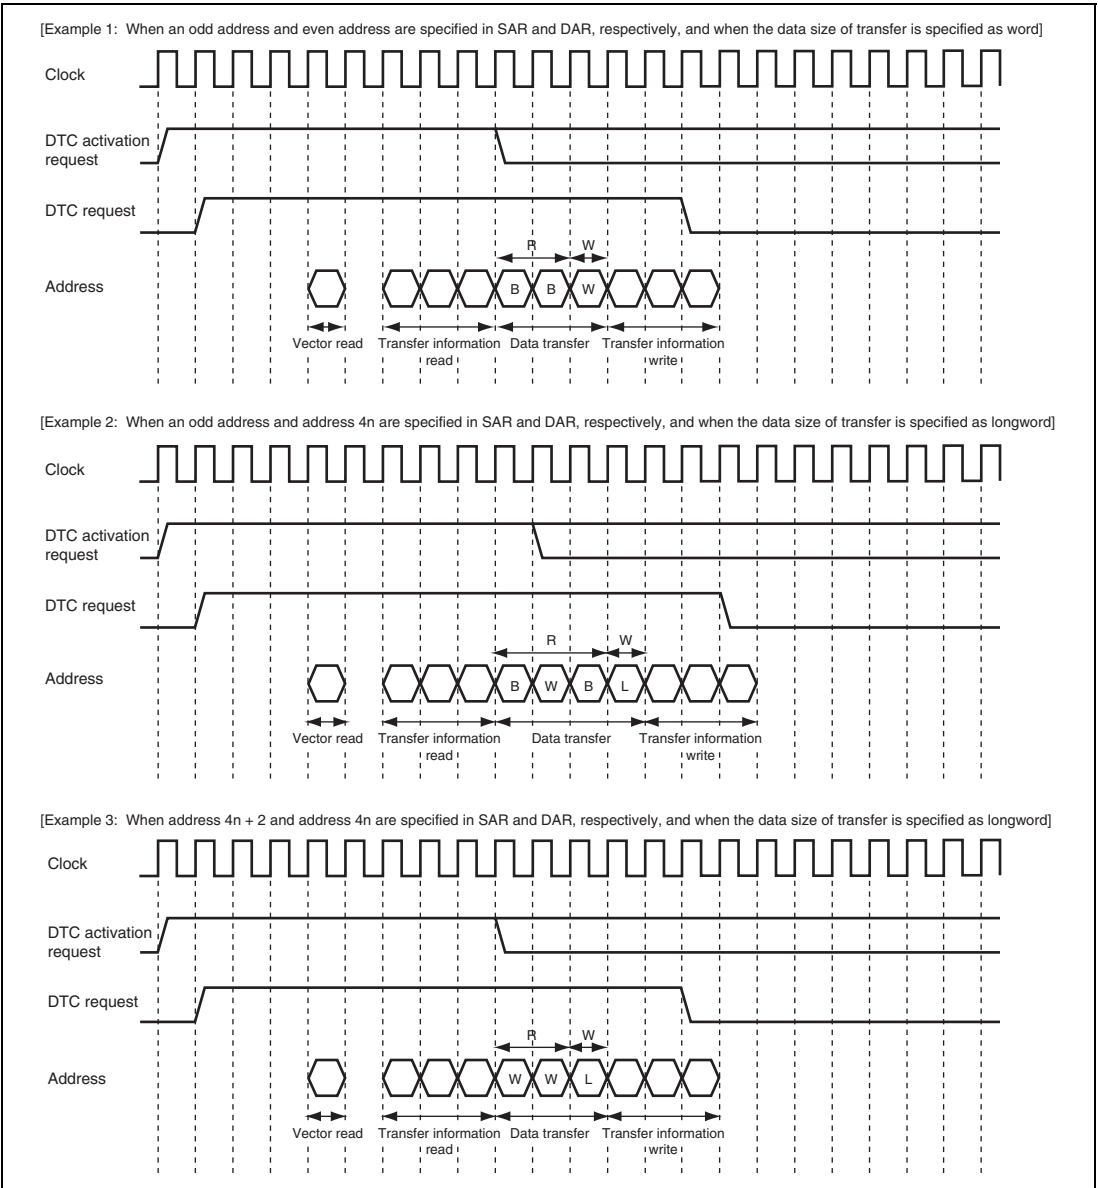 [Example 1: When an odd address and even address are specified in SAR and DAR, respectively, and when the data size of transfer is specified as word]
Clock
DTC activation
request
DTC request
R W
Address
B B W
Vector read Transfer information Data transfer Transfer information
read write
[Example 2: When an odd address and address 4n are specified in SAR and DAR, respectively, and when the data size of transfer is specified as longword]
Clock
DTC activation
request
DTC request
R W
Address
B W B L
Vector read Transfer information Data transfer Transfer information
read write
[Example 3: When address 4n + 2 and address 4n are specified in SAR and DAR, respectively, and when the data size of transfer is specified as longword]
Clock
DTC activation
request
DTC request
R W
Address
W W L
Vector read Transfer information Data transfer Transfer information
read write